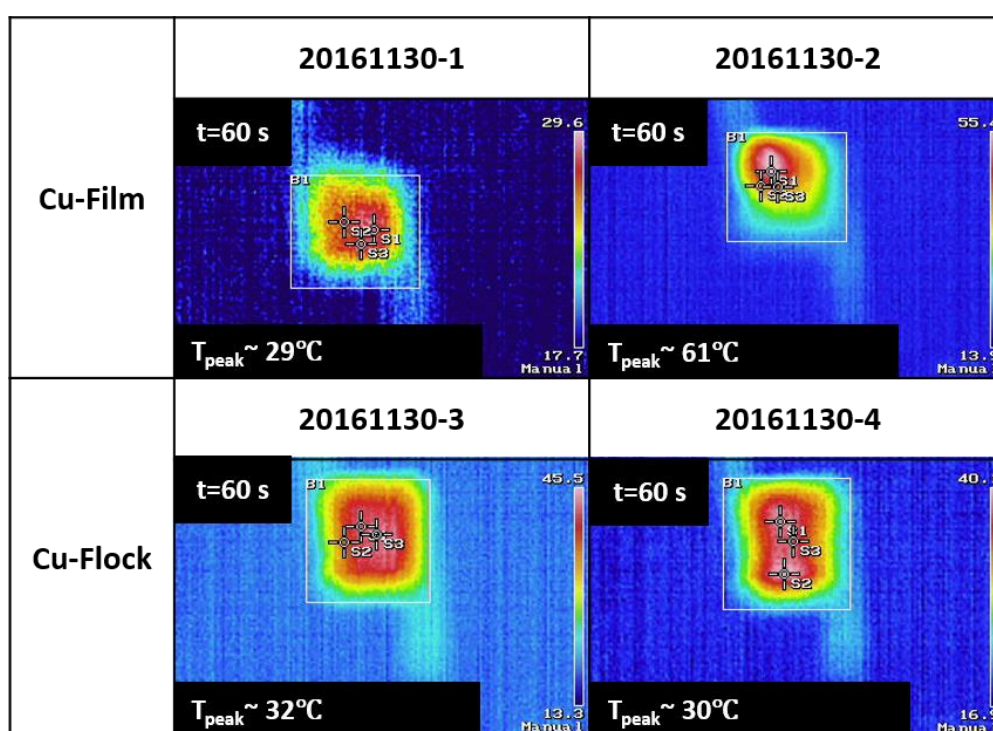 20161130-1
20161130-2
Cu-Film
t=60 s
29.6
B1
S2
S1
S3
17.7
Manual
Tpeak~ 29°C
t=60 s
B1
S1
S3
Manual
Tpeak~ 61°C
20161130-3
20161130-4
Cu-Flock
t=60 s
45.5
B1
S3
S2
13.3
Manual
Tpeak~ 32°C
t=60 s
B1
S3
S2
Manual
Tpeak~ 30°C